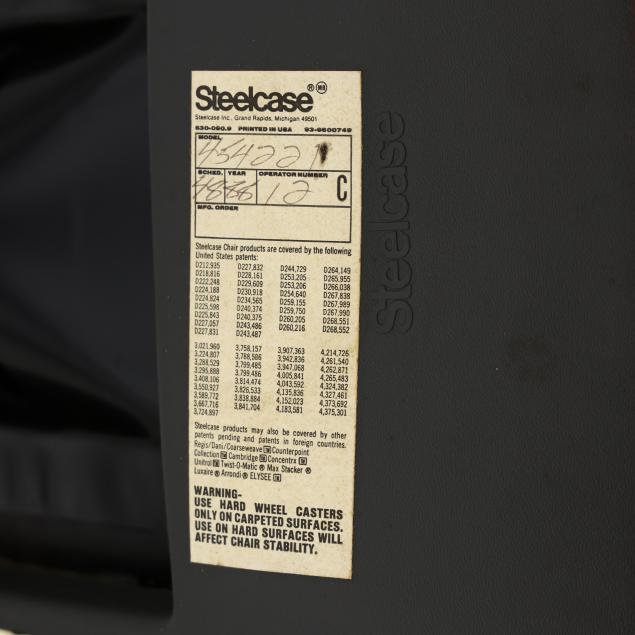 Steelcase ® MR
Steelcase Inc., Grand Rapids, Michigan 49501
530-090.9 PRINTED IN USA 93-9500749
MODEL
454221
SCHED. YEAR OPERATOR NUMBER
12 C
MFG. ORDER
Steelcase Chair products are covered by the following
United States patents:
D212,935 D227,832 D244,729 D264,149
D218,816 D228,161 D253,205 D265,955
D222,248 D229,609 D253,206 D266,038
D224,188 D230,918 D254,640 D267,838
D224,824 D234,565 D259,155 D267,989
D225,598 D240,374 D259,750 D267,990
D225,843 D240,375 D260,205 D268,551
D227,057 D243,486 D260,216 D268,552
D227,831 D243,487
3,021,960 3,758,157 3,907,363 4,214,726
3,224,807 3,788,586 3,942,836 4,261,540
3,288,529 3,799,485 3,947,068 4,262,871
3,295,888 3,799,486 4,005,841 4,265,483
3,408,106 3,814,474 4,043,592 4,324,382
3,550,927 3,826,533 4,135,836 4,327,461
3,589,772 3,838,884 4,152,023 4,373,692
3,667,716 3,841,704 4,183,581 4,375,301
3,724,897
Steelcase products may also be covered by other
patents pending and patents in foreign countries.
Regis/Dani/Coarseweave TM Counterpoint
Collection TM Cambridge TM Concentrx TM
Unitrol TM Twist-O-Matic ® Max Stacker ®
Luxaire ® Arrondi ® ELYSEE TM
WARNING-
USE HARD WHEEL CASTERS
ONLY ON CARPETED SURFACES.
USE ON HARD SURFACES WILL
AFFECT CHAIR STABILITY.
Steelcase